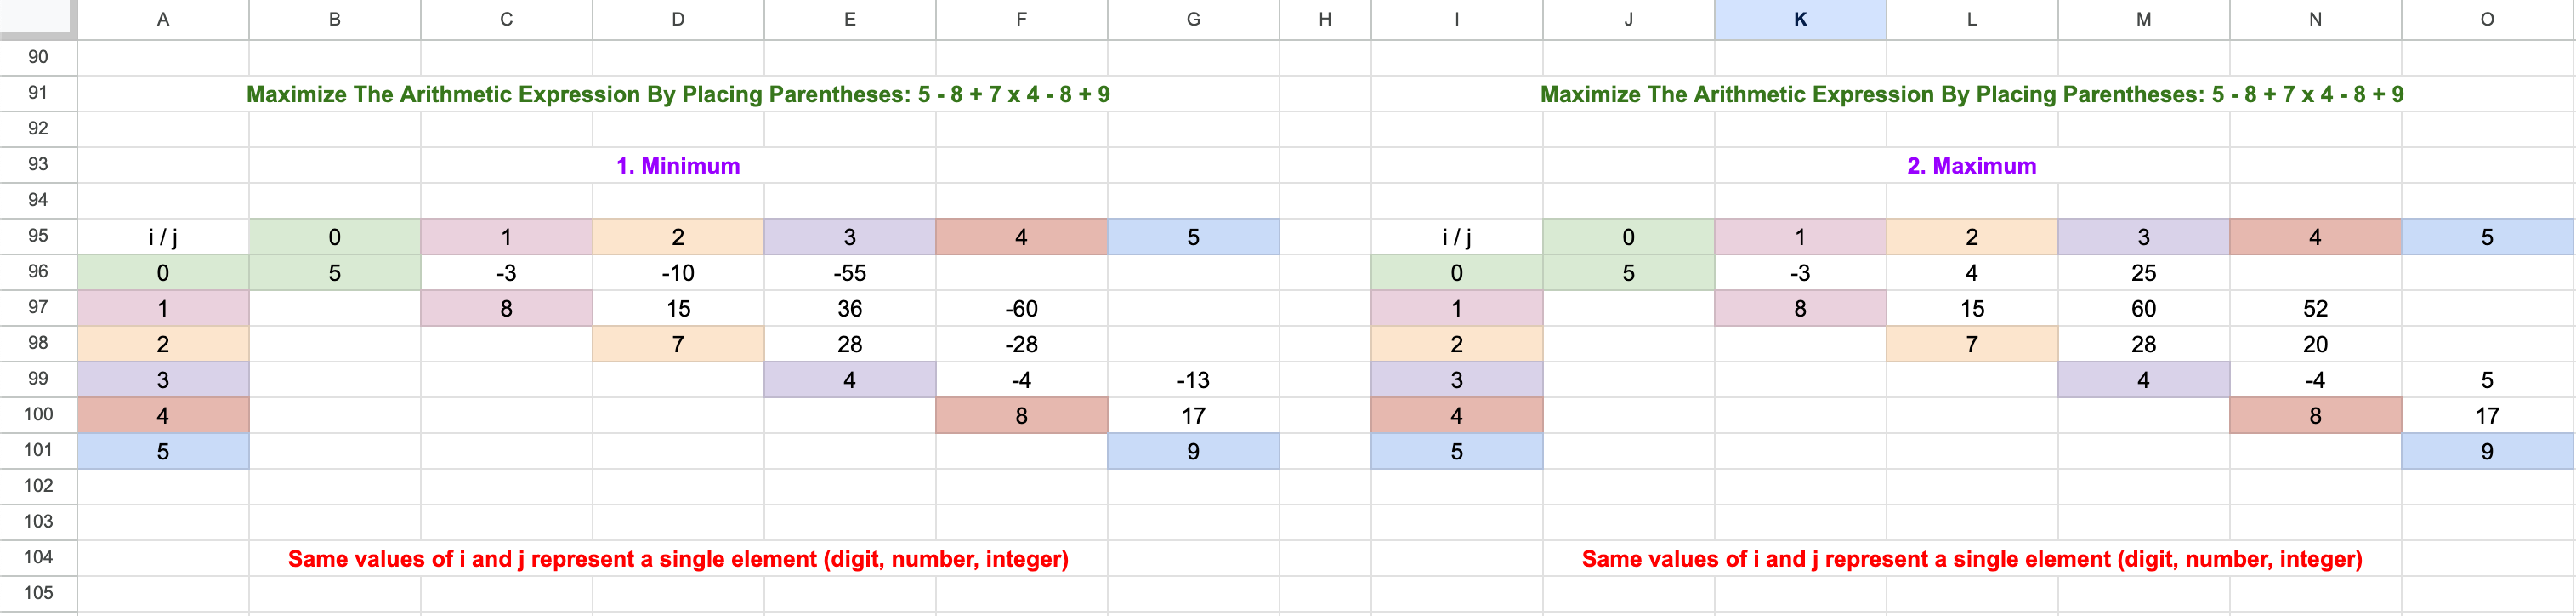 A B C D E F G H I J K L M N O
90
91 Maximize The Arithmetic Expression By Placing Parentheses: 5 - 8 + 7 x 4 - 8 + 9 Maximize The Arithmetic Expression By Placing Parentheses: 5 - 8 + 7 x 4 - 8 + 9
92
93 1. Minimum 2. Maximum
94
95 i / j 0 1 2 3 4 5 i / j 0 1 2 3 4 5
96 0 5 -3 -10 -55 0 5 -3 4 25
97 1 8 15 36 -60 1 8 15 60 52
98 2 7 28 -28 2 7 28 20
99 3 4 -4 -13 3 4 -4 5
100 4 8 17 4 8 17
101 5 9 5 9
102
103
104 Same values of i and j represent a single element (digit, number, integer) Same values of i and j represent a single element (digit, number, integer)
105